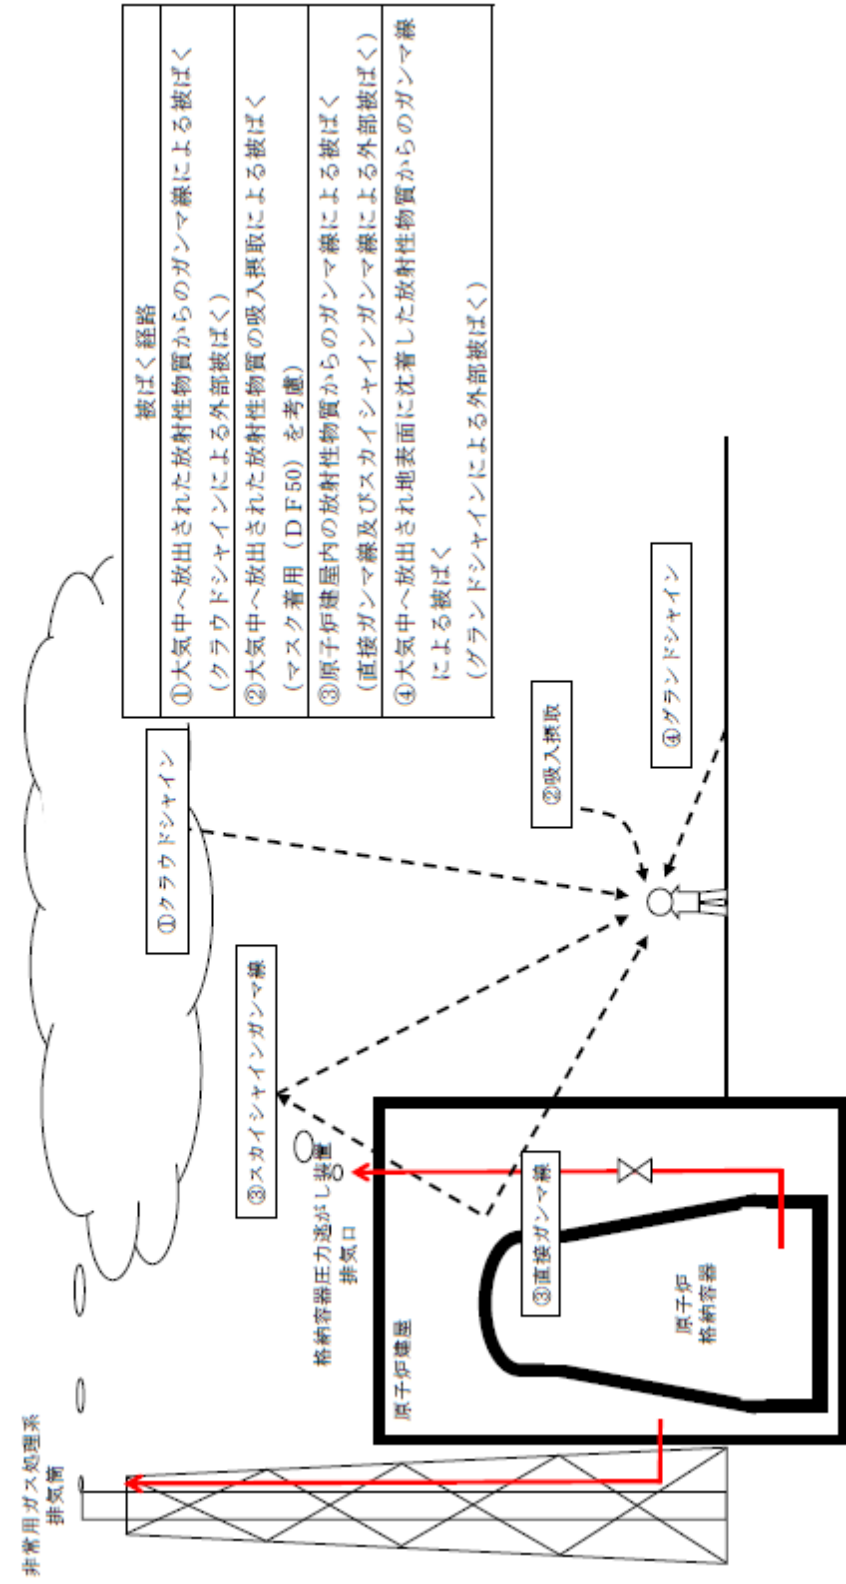 非常用ガス処理系
排気筒
①クラウドシャイン
③スカイシャインガンマ線
格納容器圧力逃がし装置
排気口
原子炉建屋
③直接ガンマ線
原子炉
格納容器
②吸入摂取
④グランドシャイン
被ばく経路
①大気中へ放出された放射性物質からのガンマ線による被ばく
（クラウドシャインによる外部被ばく）
②大気中へ放出された放射性物質の吸入摂取による被ばく
（マスク着用（ＤＦ50）を考慮）
③原子炉建屋内の放射性物質からのガンマ線による被ばく
（直接ガンマ線及びスカイシャインガンマ線による外部被ばく）
④大気中へ放出され地表面に沈着した放射性物質からのガンマ線
による被ばく
（グランドシャインによる外部被ばく）